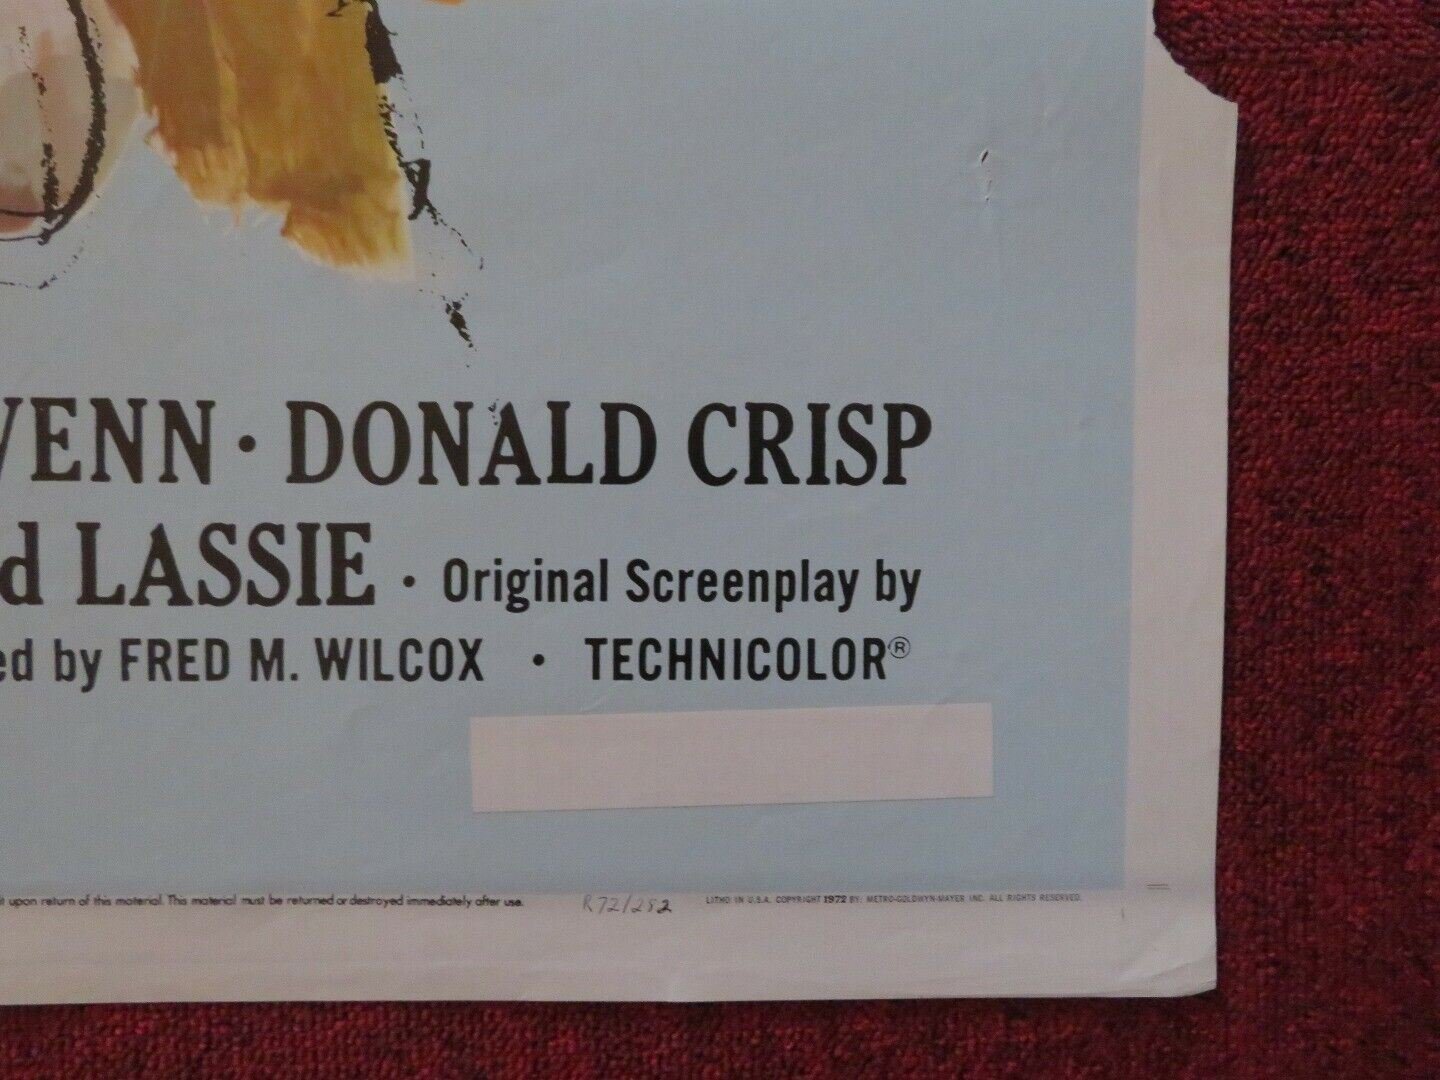 VENN · DONALD CRISP
d LASSIE · Original Screenplay by
ed by FRED M. WILCOX · TECHNICOLOR®
it upon return of this material. This material must be returned or destroyed immediately after use. R72/282 LITHO IN U.S.A. COPYRIGHT 1972 BY: METRO-GOLDWYN-MAYER INC. ALL RIGHTS RESERVED.